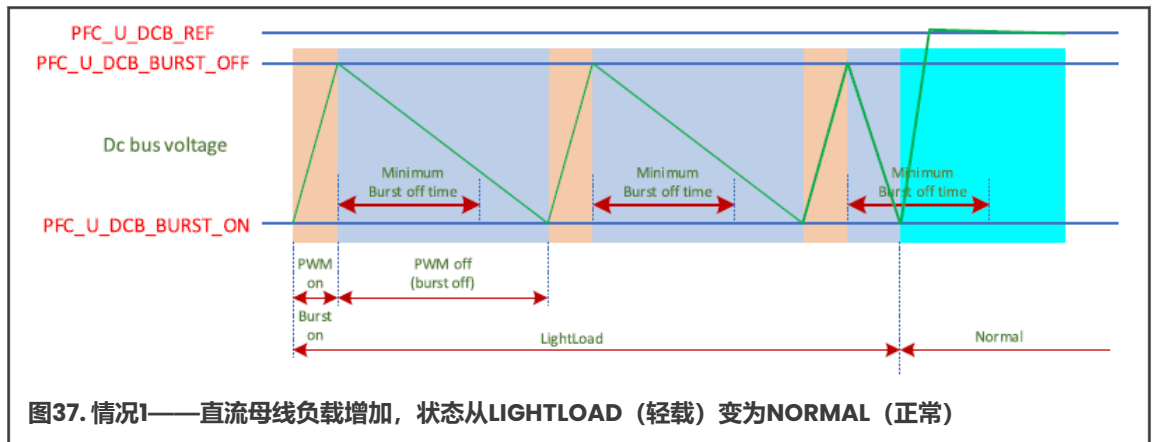 PFC_U_DCB_REF
PFC_U_DCB_BURST_OFF
Dc bus voltage
Minimum
Burst off time
Minimum
Burst off time
Minimum
Burst off time
PFC_U_DCB_BURST_ON
PWM
on
PWM off
(burst off)
Burst
on
LightLoad
Normal
图37. 情况1——直流母线负载增加，状态从LIGHTLOAD（轻载）变为NORMAL（正常）